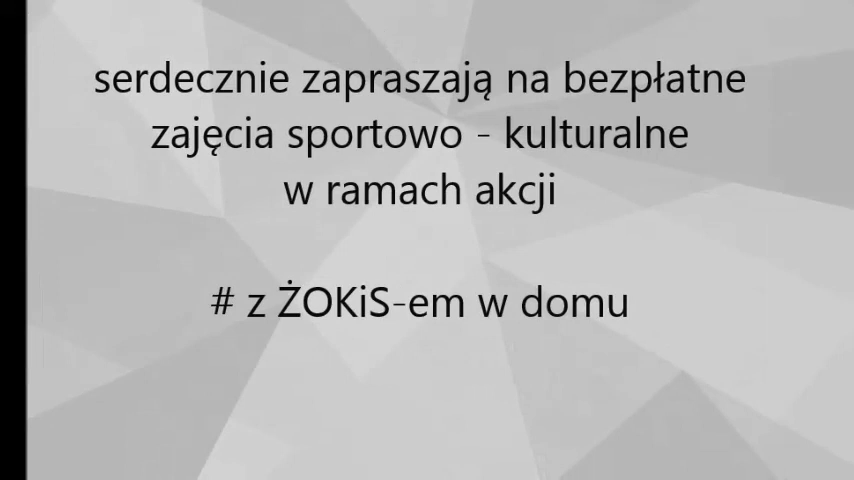 serdecznie zapraszają na bezpłatne
zajęcia sportowo - kulturalne
w ramach akcji
# z ŻOKiS-em w domu